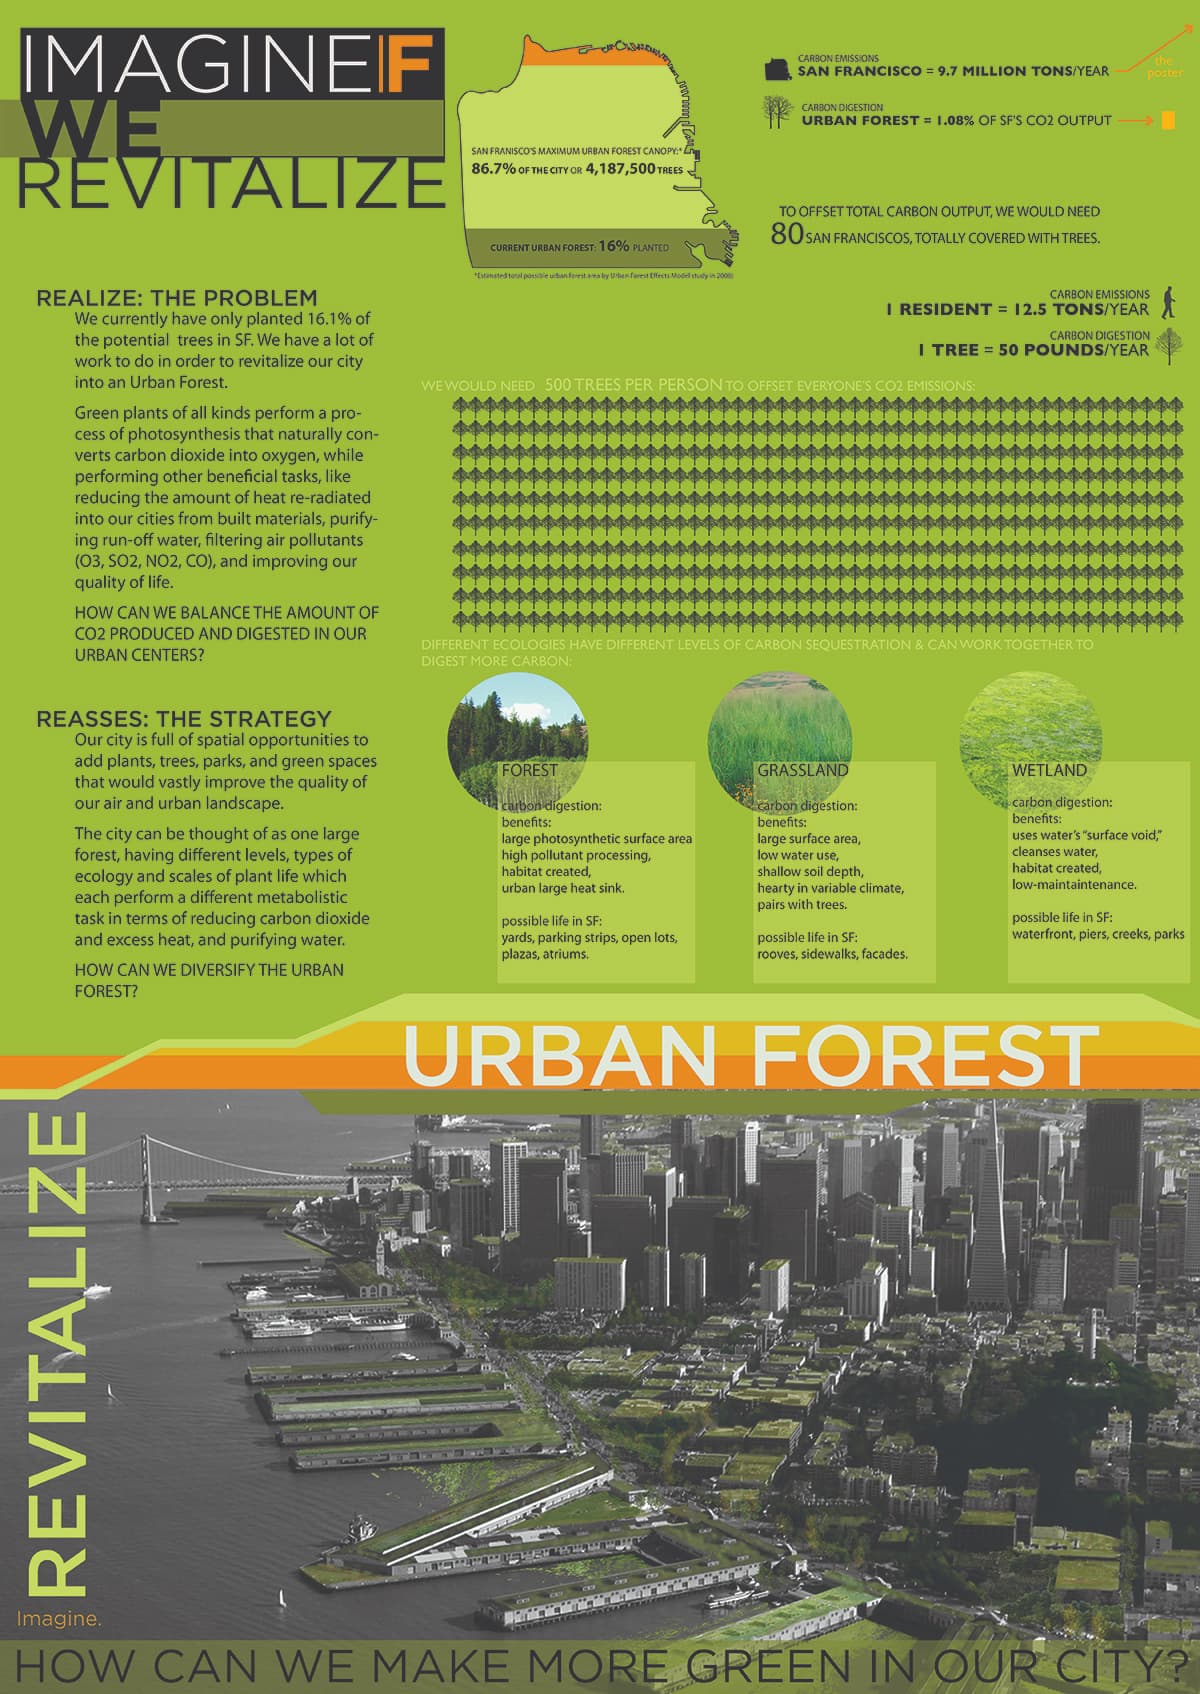 IMAGINE IF
WE
REVITALIZE
SAN FRANISCO'S MAXIMUM URBAN FOREST CANOPY:*
86.7% OF THE CITY OR 4,187,500 TREES
CURRENT URBAN FOREST: 16% PLANTED
*Estimated total possible urban forest area by Urban Forest Effects Model study in 2008)
CARBON EMISSIONS
SAN FRANCISCO = 9.7 MILLION TONS/YEAR
the
poster
CARBON DIGESTION
URBAN FOREST = 1.08% OF SF'S CO2 OUTPUT
TO OFFSET TOTAL CARBON OUTPUT, WE WOULD NEED
80 SAN FRANCISCOS, TOTALLY COVERED WITH TREES.
CARBON EMISSIONS
1 RESIDENT = 12.5 TONS/YEAR
CARBON DIGESTION
1 TREE = 50 POUNDS/YEAR
REALIZE: THE PROBLEM
We currently have only planted 16.1% of
the potential trees in SF. We have a lot of
work to do in order to revitalize our city
into an Urban Forest.
Green plants of all kinds perform a pro-
cess of photosynthesis that naturally con-
verts carbon dioxide into oxygen, while
performing other beneficial tasks, like
reducing the amount of heat re-radiated
into our cities from built materials, purify-
ing run-off water, filtering air pollutants
(O3, SO2, NO2, CO), and improving our
quality of life.
HOW CAN WE BALANCE THE AMOUNT OF
CO2 PRODUCED AND DIGESTED IN OUR
URBAN CENTERS?
WE WOULD NEED 500 TREES PER PERSON TO OFFSET EVERYONE'S CO2 EMISSIONS:
DIFFERENT ECOLOGIES HAVE DIFFERENT LEVELS OF CARBON SEQUESTRATION & CAN WORK TOGETHER TO
DIGEST MORE CARBON:
REASSES: THE STRATEGY
Our city is full of spatial opportunities to
add plants, trees, parks, and green spaces
that would vastly improve the quality of
our air and urban landscape.
The city can be thought of as one large
forest, having different levels, types of
ecology and scales of plant life which
each perform a different metabolistic
task in terms of reducing carbon dioxide
and excess heat, and purifying water.
HOW CAN WE DIVERSIFY THE URBAN
FOREST?
FOREST
carbon digestion:
benefits:
large photosynthetic surface area
high pollutant processing,
habitat created,
urban large heat sink.
possible life in SF:
yards, parking strips, open lots,
plazas, atriums.
GRASSLAND
carbon digestion:
benefits:
large surface area,
low water use,
shallow soil depth,
hearty in variable climate,
pairs with trees.
possible life in SF:
rooves, sidewalks, facades.
WETLAND
carbon digestion:
benefits:
uses water's "surface void,"
cleanses water,
habitat created,
low-maintaintenance.
possible life in SF:
waterfront, piers, creeks, parks
URBAN FOREST
REVITALIZE
Imagine.
HOW CAN WE MAKE MORE GREEN IN OUR CITY?